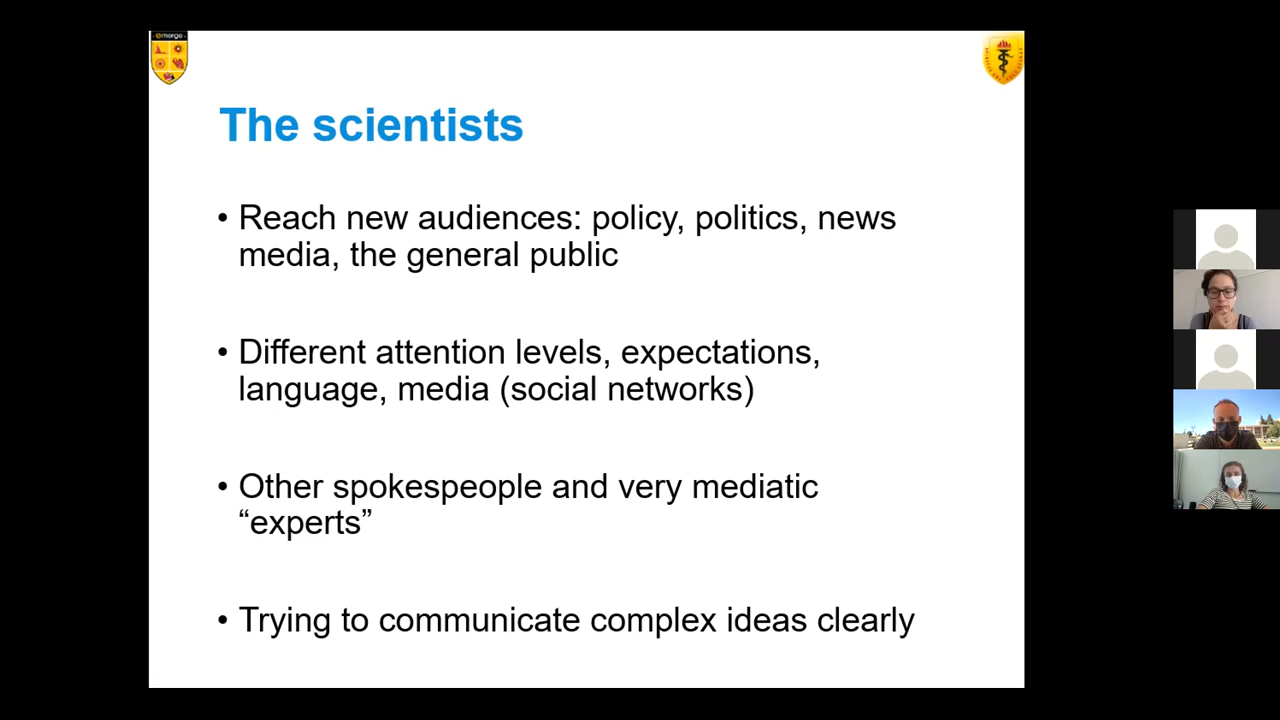 emerge
The scientists
• Reach new audiences: policy, politics, news
media, the general public
• Different attention levels, expectations,
language, media (social networks)
• Other spokespeople and very mediatic
“experts”
• Trying to communicate complex ideas clearly